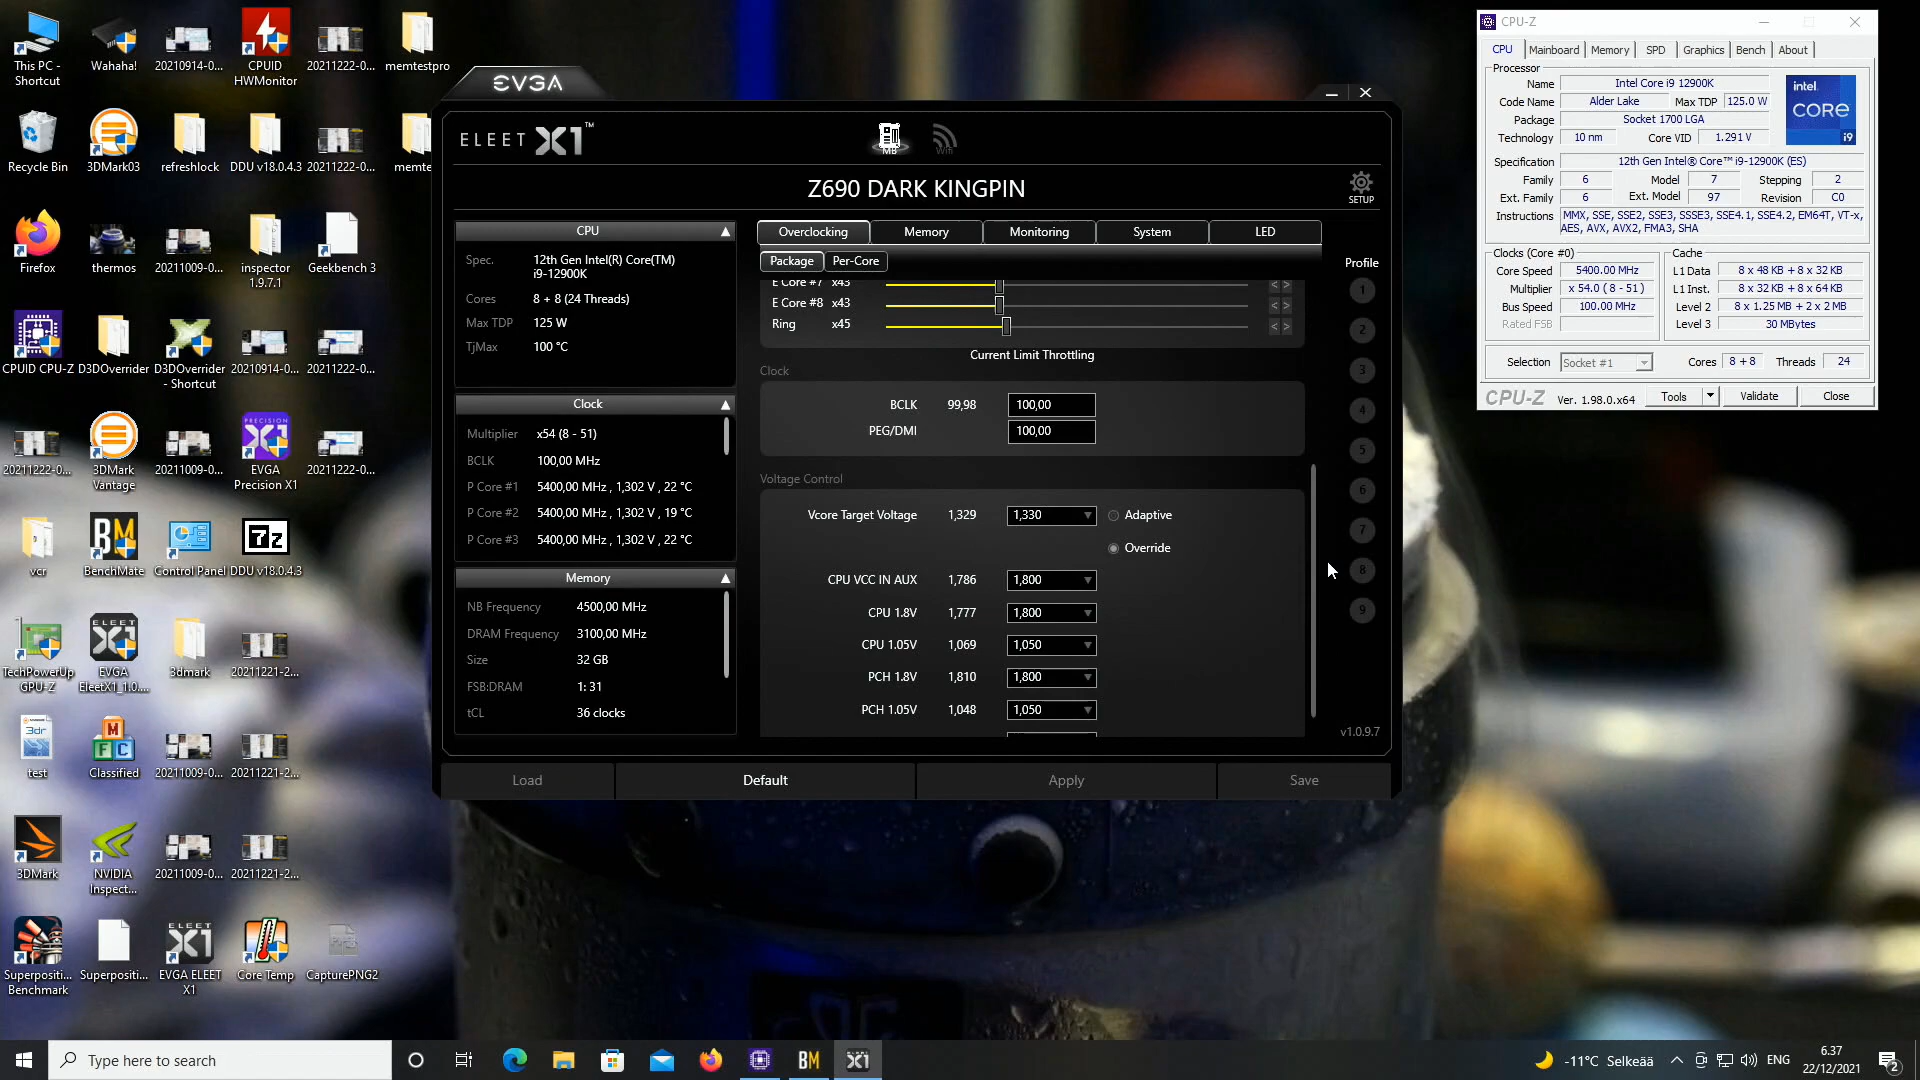 This PC - Shortcut
Wahaha!
20210914-0...
CPUID HWMonitor
20211222-0...
memtestpro
Recycle Bin
3DMark03
refreshlock
DDU v18.0.4.3
20211222-0...
memte
Firefox
thermos
20211009-0...
inspector 1.9.7.1
Geekbench 3
CPUID CPU-Z
D3DOverrider
D3DOverrider - Shortcut
20210914-0...
20211222-0...
20211222-0...
3DMark Vantage
20211009-0...
PRECISION X1
EVGA Precision X1
20211222-0...
vcr
BM
BenchMate
Control Panel
7z
DDU v18.0.4.3
TechPowerUp GPU-Z
ELEET X1
EVGA EleetX1_1.0....
3dmark
20211221-2...
3dr
test
M F C
Classified
20211009-0...
20211221-2...
3DMark
NVIDIA Inspect...
20211009-0...
20211221-2...
Superpositi... Benchmark
Superpositi...
ELEET X1
EVGA ELEET X1
Core Temp
CapturePNG2
EVGA
ELEET X1™
MB
Wifi
Z690 DARK KINGPIN
SETUP
CPU
Spec. 12th Gen Intel(R) Core(TM) i9-12900K
Cores 8 + 8 (24 Threads)
Max TDP 125 W
TjMax 100 °C
Clock
Multiplier x54 (8 - 51)
BCLK 100,00 MHz
P Core #1 5400,00 MHz , 1,302 V , 22 °C
P Core #2 5400,00 MHz , 1,302 V , 19 °C
P Core #3 5400,00 MHz , 1,302 V , 22 °C
Memory
NB Frequency 4500,00 MHz
DRAM Frequency 3100,00 MHz
Size 32 GB
FSB:DRAM 1: 31
tCL 36 clocks
Overclocking Memory Monitoring System LED
Package Per-Core
E Core #7 x43 < >
E Core #8 x43 < >
Ring x45 < >
Current Limit Throttling
Clock
BCLK 99,98 100,00
PEG/DMI 100,00
Voltage Control
Vcore Target Voltage 1,329 1,330 Adaptive
Override
CPU VCC IN AUX 1,786 1,800
CPU 1.8V 1,777 1,800
CPU 1.05V 1,069 1,050
PCH 1.8V 1,810 1,800
PCH 1.05V 1,048 1,050
Profile
1
2
3
4
5
6
7
8
9
v1.0.9.7
Load Default Apply Save
CPU-Z
CPU Mainboard Memory SPD Graphics Bench About
Processor
Name Intel Core i9 12900K
Code Name Alder Lake Max TDP 125.0 W
Package Socket 1700 LGA
Technology 10 nm Core VID 1.291 V
intel. CORE i9
Specification 12th Gen Intel® Core™ i9-12900K (ES)
Family 6 Model 7 Stepping 2
Ext. Family 6 Ext. Model 97 Revision C0
Instructions MMX, SSE, SSE2, SSE3, SSSE3, SSE4.1, SSE4.2, EM64T, VT-x,
AES, AVX, AVX2, FMA3, SHA
Clocks (Core #0)
Core Speed 5400.00 MHz
Multiplier x 54.0 ( 8 - 51 )
Bus Speed 100.00 MHz
Rated FSB
Cache
L1 Data 8 x 48 KB + 8 x 32 KB
L1 Inst. 8 x 32 KB + 8 x 64 KB
Level 2 8 x 1.25 MB + 2 x 2 MB
Level 3 30 MBytes
Selection Socket #1 Cores 8 + 8 Threads 24
CPU-Z Ver. 1.98.0.x64 Tools Validate Close
Type here to search
BM
X1
-11°C Selkeää
ENG
6.37
22/12/2021
2